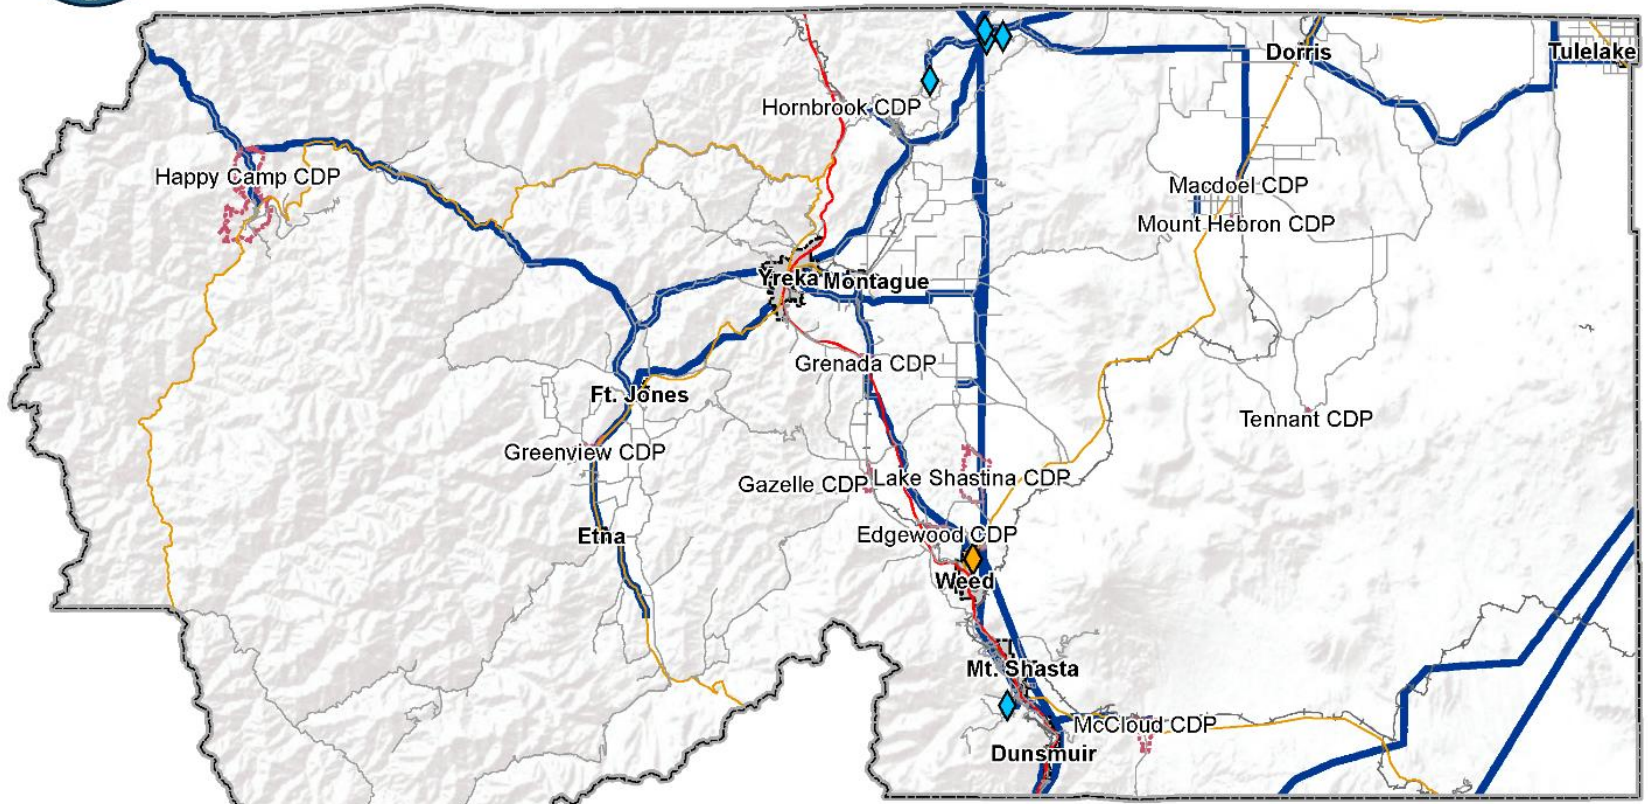 Dorris
Tulelake
Hornbrook CDP
Happy Camp CDP
Macdoel CDP
Mount Hebron CDP
Yreka
Montague
Grenada CDP
Ft. Jones
Tennant CDP
Greenview CDP
Gazelle CDP
Lake Shastina CDP
Etna
Edgewood CDP
Weed
Mt. Shasta
McCloud CDP
Dunsmuir